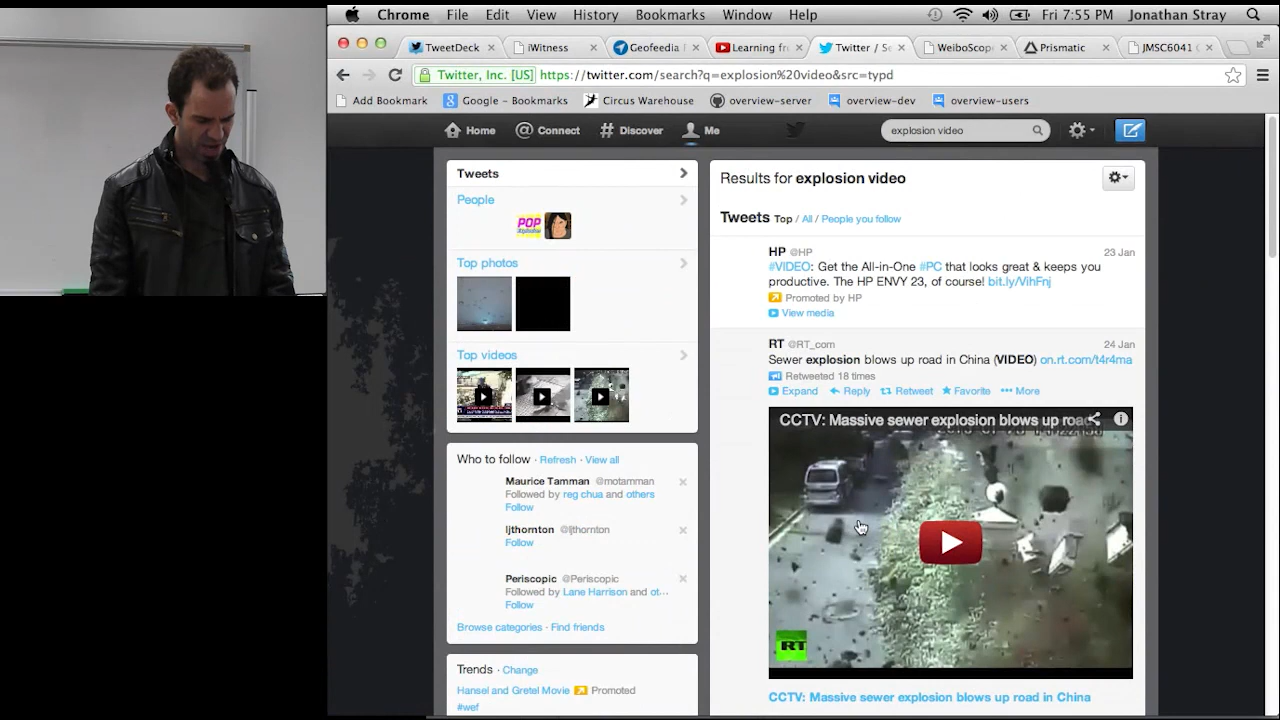 Chrome File Edit View History Bookmarks Window Help Fri 7:55 PM Jonathan Stray
TweetDeck iWitness Geofeedia Learning fro Twitter / Se WeiboScope Prismatic JMSC6041
Twitter, Inc. [US] https://twitter.com/search?q=explosion%20video&src=typd
Add Bookmark Google - Bookmarks Circus Warehouse overview-server overview-dev overview-users
Home @ Connect # Discover Me explosion video
Tweets
People
POP
Top photos
Top videos
Who to follow · Refresh · View all
Maurice Tamman @motamman
Followed by reg chua and others
Follow
ljthornton @ljthornton
Follow
Periscopic @Periscopic
Followed by Lane Harrison and ot...
Follow
Browse categories · Find friends
Trends · Change
Hansel and Gretel Movie Promoted
#wef
Results for explosion video
Tweets Top / All / People you follow
HP @HP 23 Jan
#VIDEO: Get the All-in-One #PC that looks great & keeps you
productive. The HP ENVY 23, of course! bit.ly/VihFnj
Promoted by HP
View media
RT @RT_com 24 Jan
Sewer explosion blows up road in China (VIDEO) on.rt.com/t4r4ma
Retweeted 18 times
Expand Reply Retweet Favorite ••• More
CCTV: Massive sewer explosion blows up road
RT
CCTV: Massive sewer explosion blows up road in China